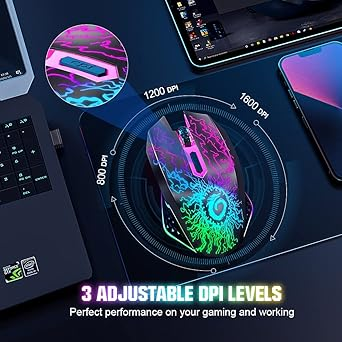 1200 DPI
1600 DPI
800 DPI
3 ADJUSTABLE DPI LEVELS
Perfect performance on your gaming and working